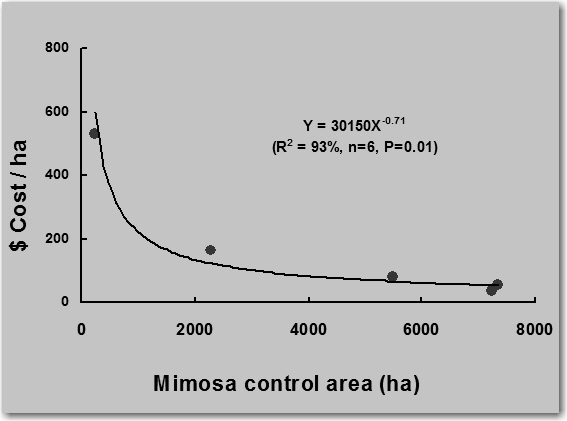 800
600
400
200
0
$ Cost / ha
Y = 30150X^-0.71
(R² = 93%, n=6, P=0.01)
0 2000 4000 6000 8000
Mimosa control area (ha)